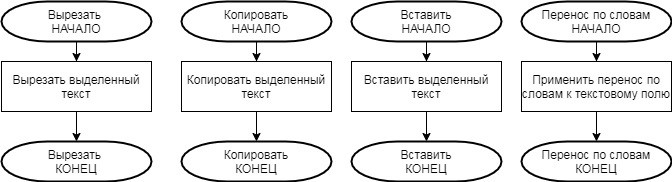 Вырезать
НАЧАЛО
Вырезать выделенный
текст
Вырезать
КОНЕЦ
Копировать
НАЧАЛО
Копировать выделенный
текст
Копировать
КОНЕЦ
Вставить
НАЧАЛО
Вставить выделенный
текст
Вставить
КОНЕЦ
Перенос по словам
НАЧАЛО
Применить перенос по
словам к текстовому полю
Перенос по словам
КОНЕЦ